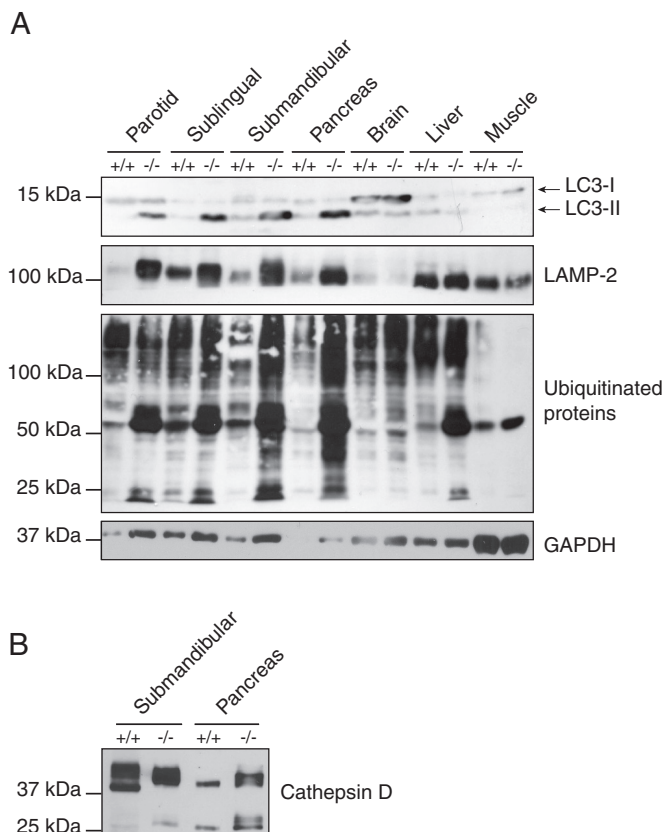 A
Parotid Sublingual Submandibular Pancreas Brain Liver Muscle
+/+ -/- +/+ -/- +/+ -/- +/+ -/- +/+ -/- +/+ -/- +/+ -/-
15 kDa
LC3-I
LC3-II
100 kDa
LAMP-2
100 kDa
50 kDa
25 kDa
Ubiquitinated
proteins
37 kDa
GAPDH
B
Submandibular Pancreas
+/+ -/- +/+ -/-
37 kDa
Cathepsin D
25 kDa